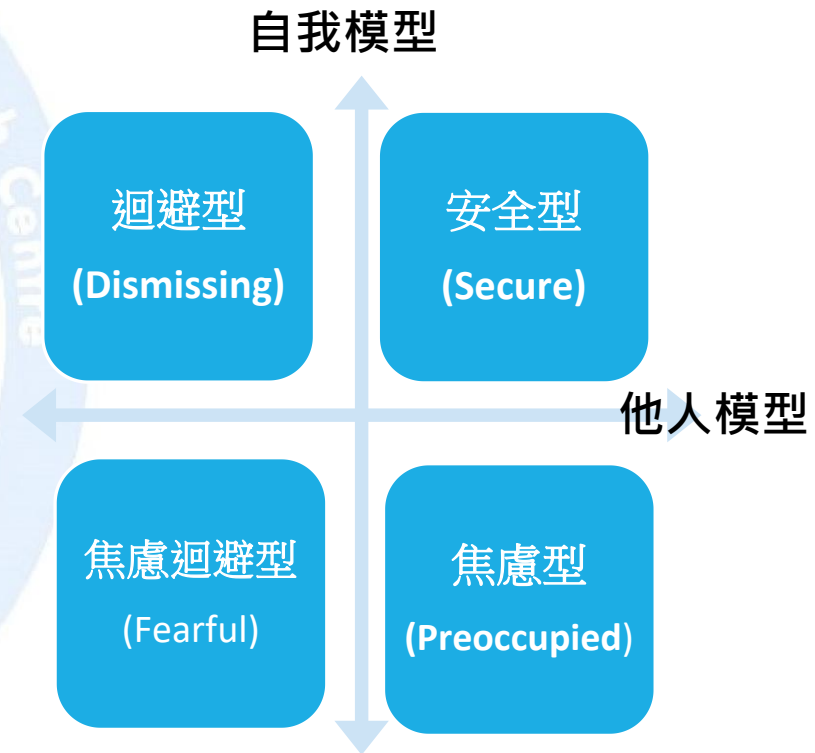 自我模型
迴避型
(Dismissing)
安全型
(Secure)
他人模型
焦慮迴避型
(Fearful)
焦慮型
(Preoccupied)
Centre